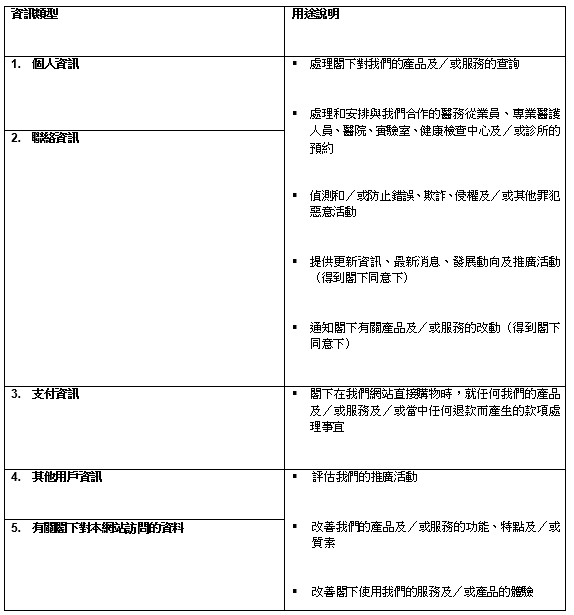 資訊類型
用途說明
1. 個人資訊
2. 聯絡資訊
▪ 處理閣下對我們的產品及／或服務的查詢
▪ 處理和安排與我們合作的醫務從業員、專業醫護
人員、醫院、實驗室、健康檢查中心及／或診所的
預約
▪ 偵測和／或防止錯誤、欺詐、侵權及／或其他罪犯
惡意活動
▪ 提供更新資訊、最新消息、發展動向及推廣活動
（得到閣下同意下）
▪ 通知閣下有關產品及／或服務的改動（得到閣下
同意下）
3. 支付資訊
▪ 閣下在我們網站直接購物時，就任何我們的產品
及／或服務及／或當中任何退款而產生的款項處
理事宜
4. 其他用戶資訊
5. 有關閣下對本網站訪問的資料
▪ 評估我們的推廣活動
▪ 改善我們的產品及／或服務的功能、特點及／或
質素
▪ 改善閣下使用我們的服務及／或產品的體驗